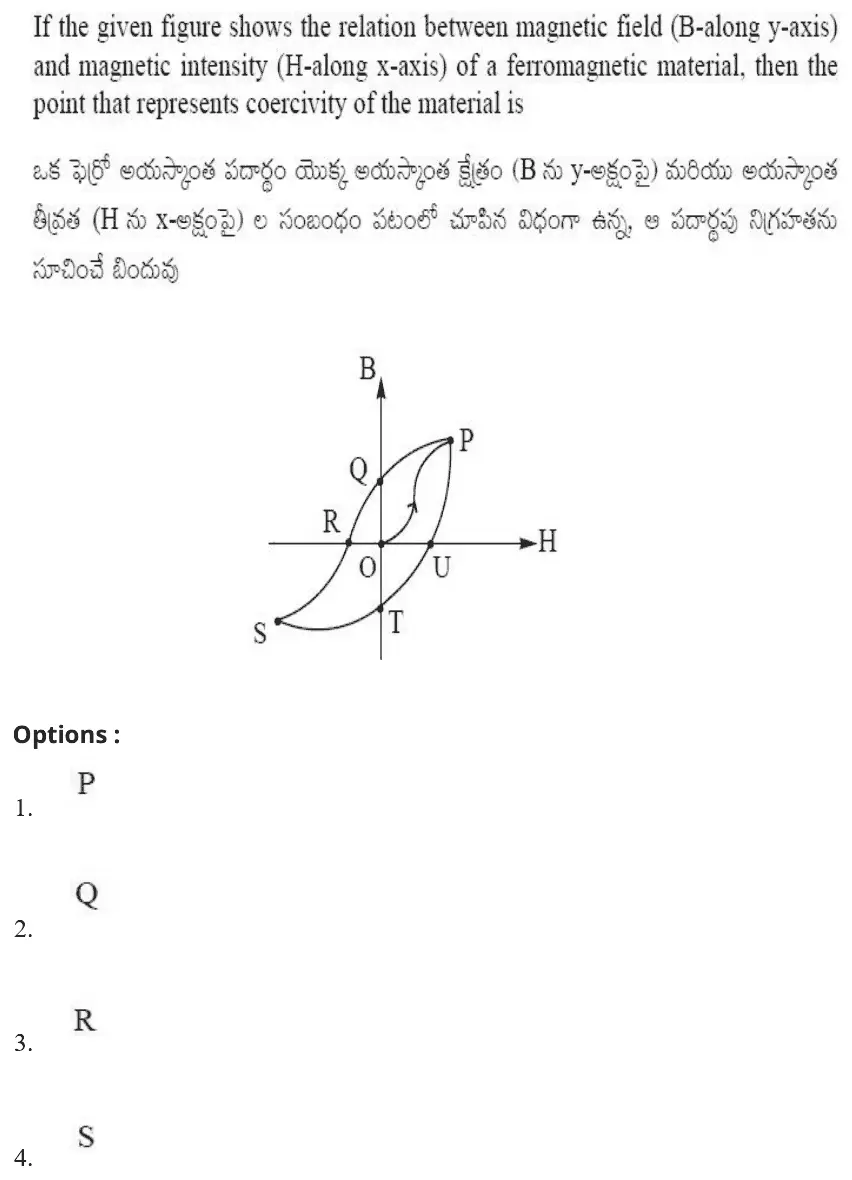 If the given figure shows the relation between magnetic field (B-along y-axis)
and magnetic intensity (H-along x-axis) of a ferromagnetic material, then the
point that represents coercivity of the material is
ఒక ఫెర్రో అయస్కాంత పదార్థం యొక్క అయస్కాంత క్షేత్రం (B ను y-అక్షంపై) మరియు అయస్కాంత
తీవ్రత (H ను x-అక్షంపై) ల సంబంధం పటంలో చూపిన విధంగా ఉన్న, ఆ పదార్థపు నిగ్రహతను
సూచించే బిందువు
B
P
Q
R
H
O
U
T
S
Options :
1. P
2. Q
3. R
4. S